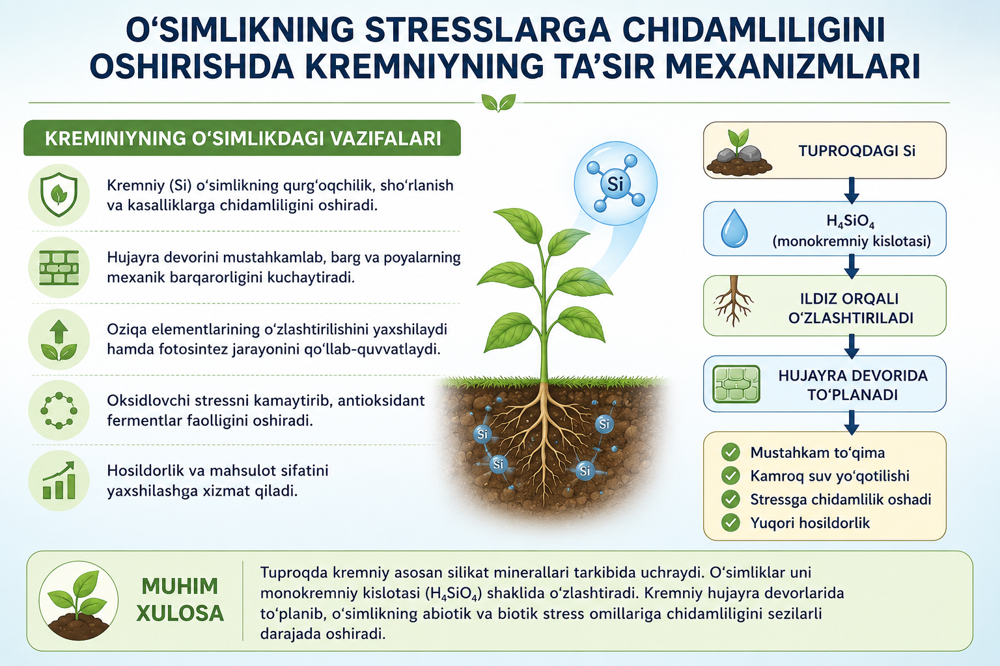 O‘SIMLIKNING STRESSLARGA CHIDAMLILIGINI
OSHIRISHDA KREMNIYNING TA’SIR MEXANIZMLARI
KREMINIYNING O‘SIMLIKDAGI VAZIFALARI
Kremniy (Si) o‘simlikning qurg‘oqchilik, sho‘rlanish
va kasalliklarga chidamliligini oshiradi.
Hujayra devorini mustahkamlab, barg va poyalarning
mexanik barqarorligini kuchaytiradi.
Oziqa elementlarining o‘zlashtirilishini yaxshilaydi
hamda fotosintez jarayonini qo‘llab-quvvatlaydi.
Oksidlovchi stressni kamaytirib, antioksidant
fermentlar faolligini oshiradi.
Hosildorlik va mahsulot sifatini
yaxshilashga xizmat qiladi.
Si
Si
Si
Si
Si
TUPROQDAGI Si
H₄SiO₄
(monokremniy kislotasi)
ILDIZ ORQALI
O‘ZLASHTIRILADI
HUJAYRA DEVORIDA
TO‘PLANADI
Mustahkam to‘qima
Kamroq suv yo‘qotilishi
Stressga chidamlilik oshadi
Yuqori hosildorlik
MUHIM
XULOSA
Tuproqda kremniy asosan silikat minerallari tarkibida uchraydi. O‘simliklar uni
monokremniy kislotasi (H₄SiO₄) shaklida o‘zlashtiradi. Kremniy hujayra devorlarida
to‘planib, o‘simlikning abiotik va biotik stress omillariga chidamliligini sezilarli
darajada oshiradi.